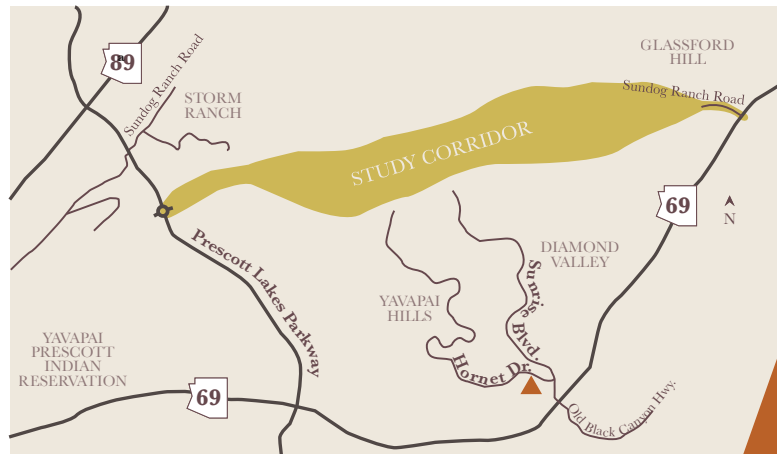 89
Sundog Ranch Road
STORM
RANCH
GLASSFORD
HILL
Sundog Ranch Road
STUDY CORRIDOR
69
N
Prescott Lakes Parkway
DIAMOND
VALLEY
Sunrise Blvd.
YAVAPAI
HILLS
Hornet Dr.
YAVAPAI
PRESCOTT
INDIAN
RESERVATION
69
Old Black Canyon Hwy.